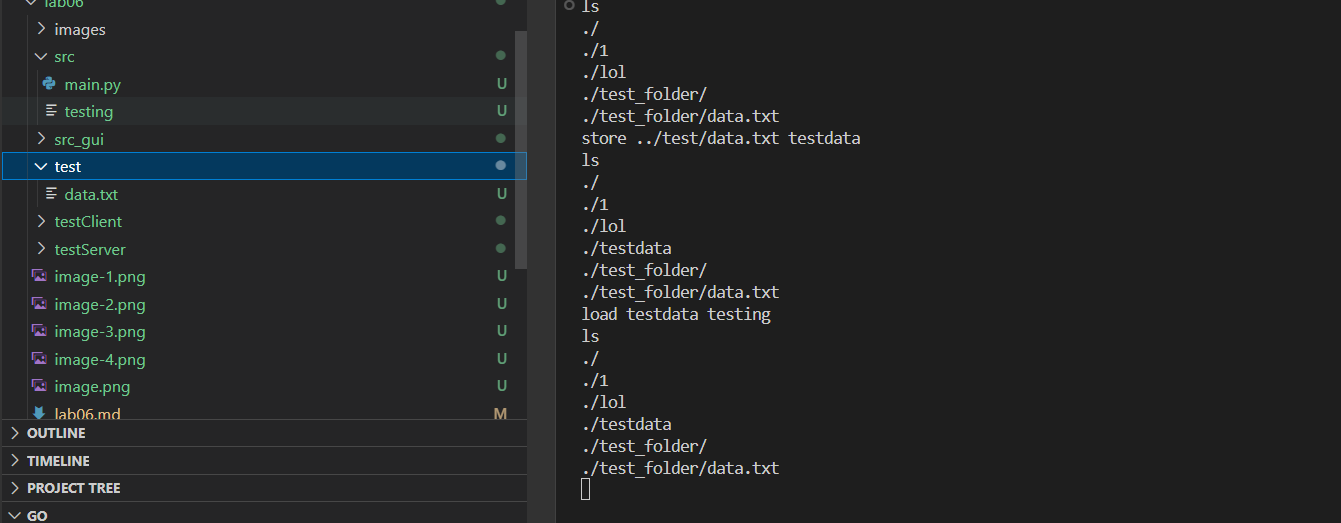 lab06
images
src
main.py U
testing U
src_gui
test
data.txt U
testClient
testServer
image-1.png U
image-2.png U
image-3.png U
image-4.png U
image.png U
lab06.md M
OUTLINE
TIMELINE
PROJECT TREE
GO
ls
./
./1
./lol
./test_folder/
./test_folder/data.txt
store ../test/data.txt testdata
ls
./
./1
./lol
./testdata
./test_folder/
./test_folder/data.txt
load testdata testing
ls
./
./1
./lol
./testdata
./test_folder/
./test_folder/data.txt